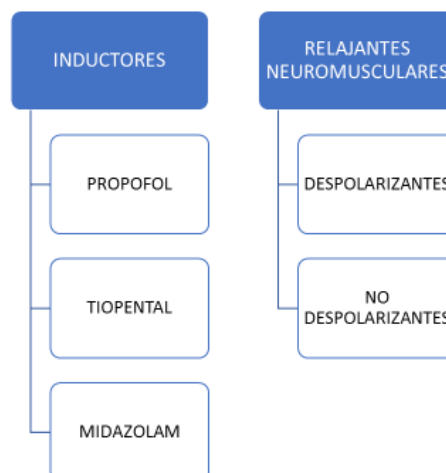 INDUCTORES
PROPOFOL
TIOPENTAL
MIDAZOLAM
RELAJANTES
NEUROMUSCULARES
DESPOLARIZANTES
NO
DESPOLARIZANTES